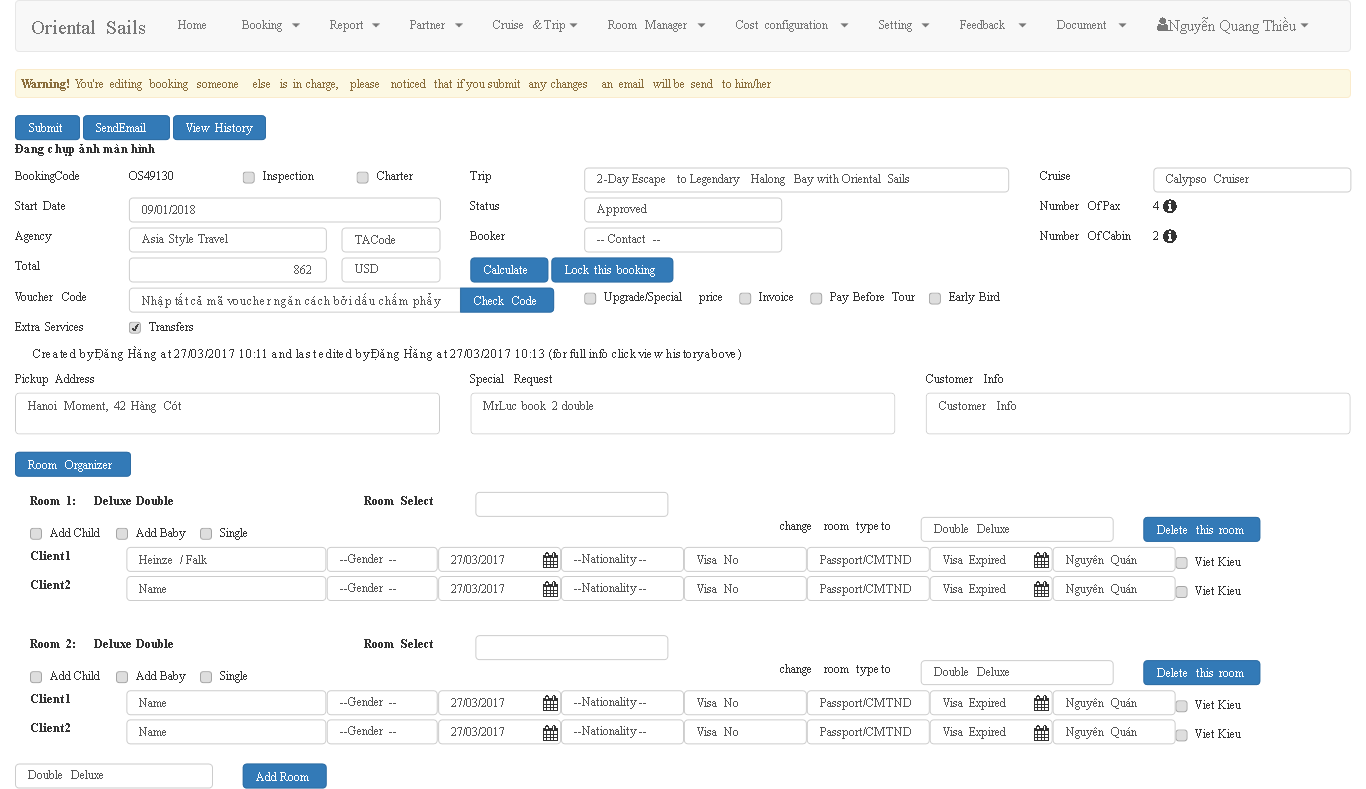 Oriental Sails Home Booking Report Partner Cruise & Trip Room Manager Cost configuration Setting Feedback Document Nguyễn Quang Thiều
Warning! You're editing booking someone else is in charge, please noticed that if you submit any changes an email will be send to him/her
Submit SendEmail View History
Đang chụp ảnh màn hình
BookingCode OS49130 Inspection Charter Trip 2-Day Escape to Legendary Halong Bay with Oriental Sails Cruise Calypso Cruiser
Start Date 09/01/2018 Status Approved Number Of Pax 4
Agency Asia Style Travel TACode Booker -- Contact -- Number Of Cabin 2
Total 862 USD Calculate Lock this booking
Voucher Code Nhập tất cả mã voucher ngăn cách bởi dấu chấm phẩy Check Code Upgrade/Special price Invoice Pay Before Tour Early Bird
Extra Services Transfers
Created by Đặng Hằng at 27/03/2017 10:11 and last edited by Đặng Hằng at 27/03/2017 10:13 (for full info click view history above)
Pickup Address Special Request Customer Info
Hanoi Moment, 42 Hàng Cót MrLuc book 2 double Customer Info
Room Organizer
Room 1: Deluxe Double Room Select
Add Child Add Baby Single change room type to Double Deluxe Delete this room
Client1 Heinze / Falk --Gender -- 27/03/2017 --Nationality-- Visa No Passport/CMTND Visa Expired Nguyên Quán Viet Kieu
Client2 Name --Gender -- 27/03/2017 --Nationality-- Visa No Passport/CMTND Visa Expired Nguyên Quán Viet Kieu
Room 2: Deluxe Double Room Select
Add Child Add Baby Single change room type to Double Deluxe Delete this room
Client1 Name --Gender -- 27/03/2017 --Nationality-- Visa No Passport/CMTND Visa Expired Nguyên Quán Viet Kieu
Client2 Name --Gender -- 27/03/2017 --Nationality-- Visa No Passport/CMTND Visa Expired Nguyên Quán Viet Kieu
Double Deluxe Add Room